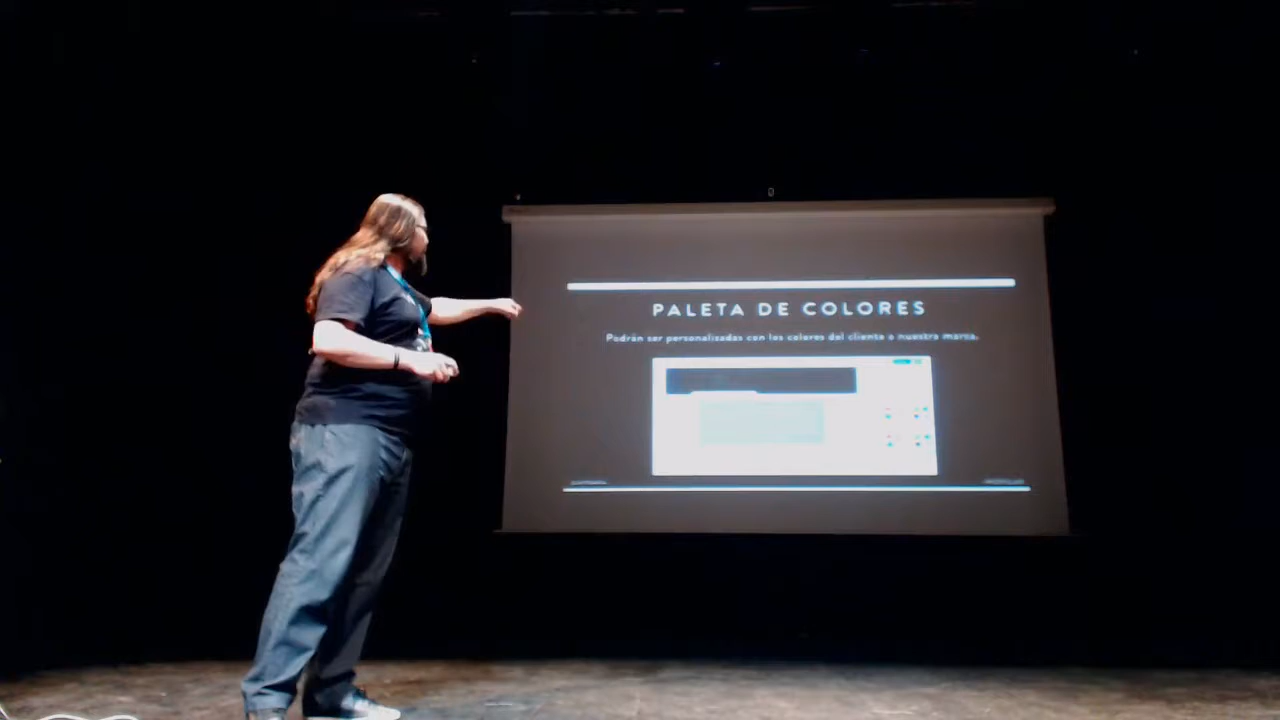 PALETA DE COLORES
Podrán ser personalizadas con los colores del cliente o nuestra marca.